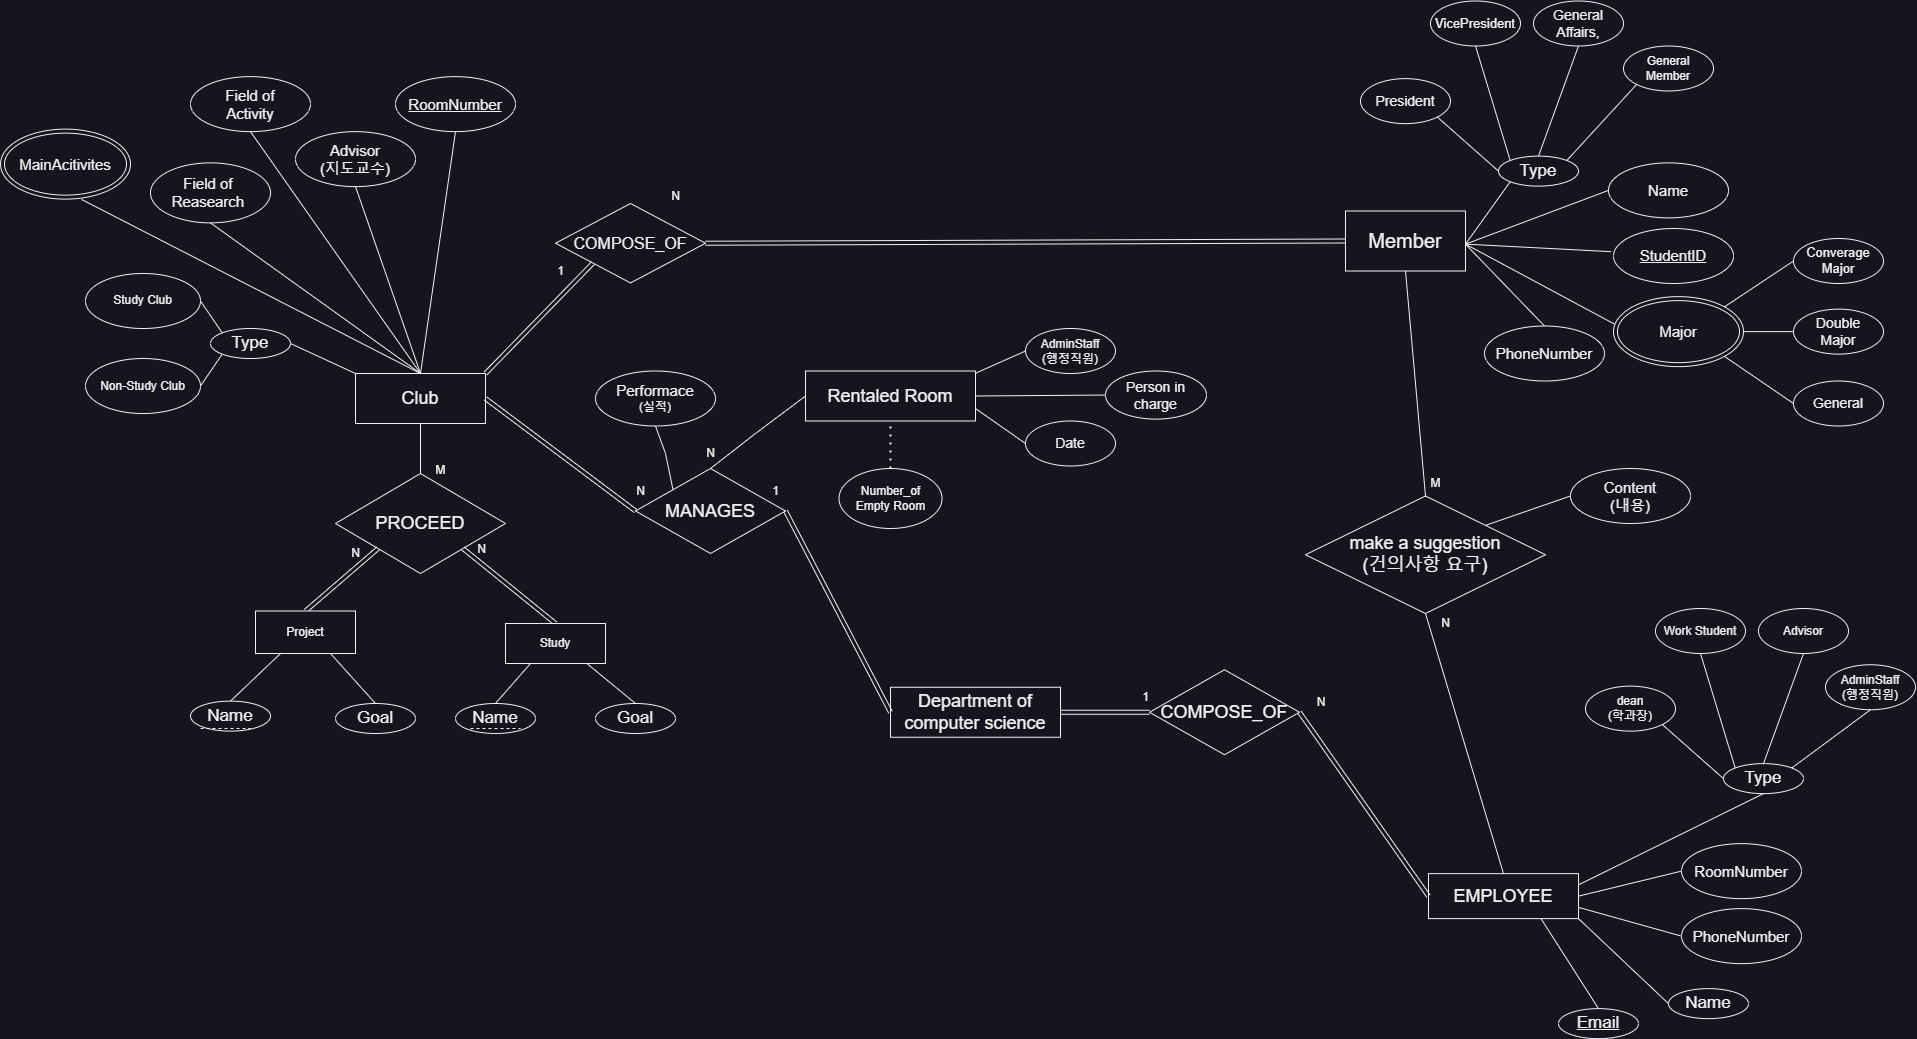 VicePresident
General
Affairs,
General
Member
President
Type
Field of
Activity
RoomNumber
Advisor
(지도교수)
MainAcitivites
Field of
Reasearch
N
COMPOSE_OF
1
Member
Name
StudentID
Converage
Major
Major
Double
Major
PhoneNumber
General
Study Club
Type
Non-Study Club
Club
Performace
(실적)
Rentaled Room
AdminStaff
(행정직원)
Person in
charge
Date
Number_of
Empty Room
N
N
1
MANAGES
M
PROCEED
N
N
Project
Study
Name
Goal
Name
Goal
M
Content
(내용)
make a suggestion
(건의사항 요구)
N
Department of
computer science
1
COMPOSE_OF
N
Work Student
Advisor
AdminStaff
(행정직원)
dean
(학과장)
Type
EMPLOYEE
RoomNumber
PhoneNumber
Name
Email